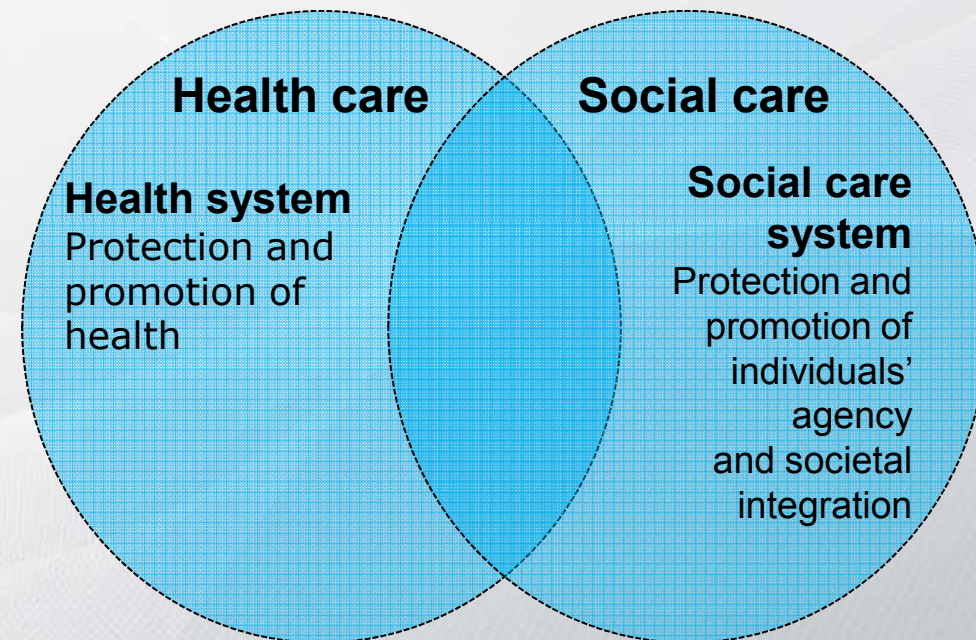 Health care
Health system
Protection and
promotion of
health
Social care
Social care
system
Protection and
promotion of
individuals’
agency
and societal
integration